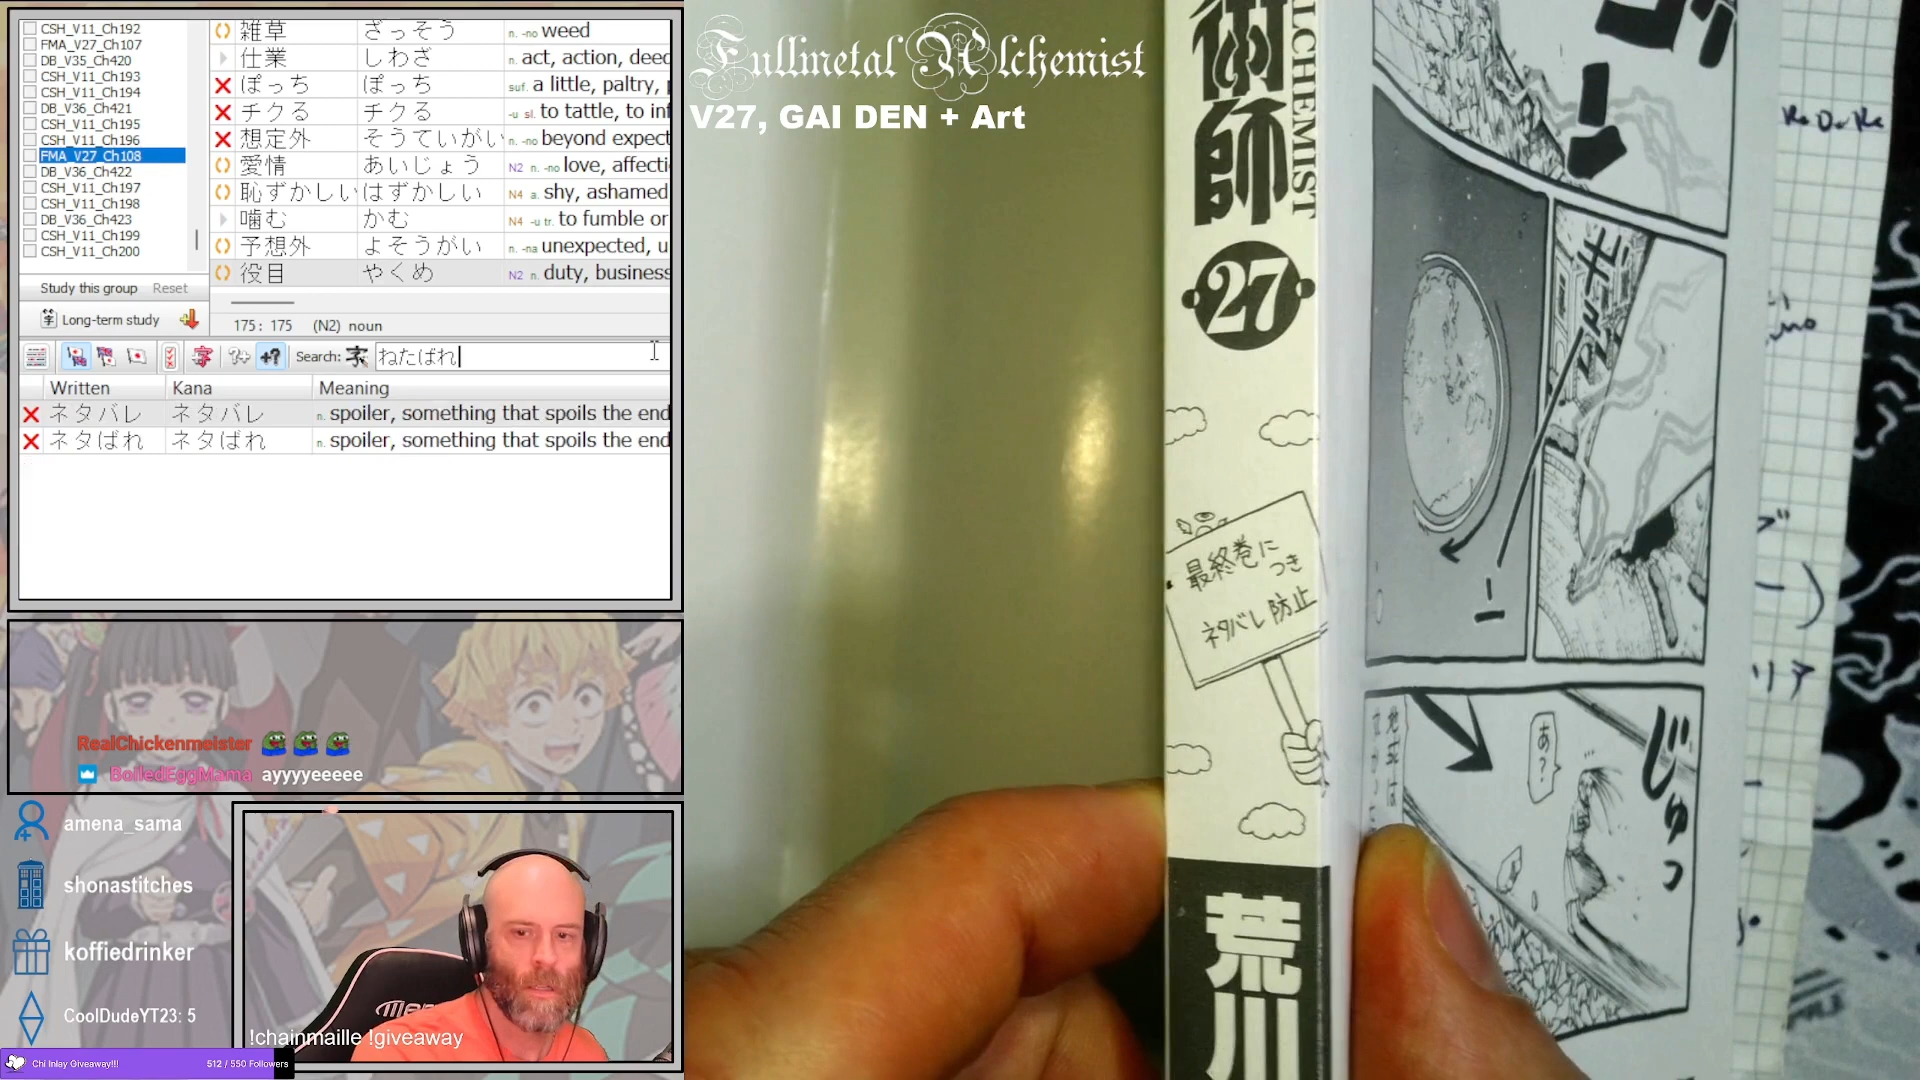 CSH_V11_Ch192
FMA_V27_Ch107
DB_V35_Ch420
CSH_V11_Ch193
CSH_V11_Ch194
DB_V36_Ch421
CSH_V11_Ch195
CSH_V11_Ch196
FMA_V27_Ch108
DB_V36_Ch422
CSH_V11_Ch197
CSH_V11_Ch198
DB_V36_Ch423
CSH_V11_Ch199
CSH_V11_Ch200
Study this group Reset
Long-term study
雑草 ざっそう n. -no weed
仕業 しわざ n. act, action, deed
ぽっち ぽっち suf. a little, paltry,
チクる チクる -u sl. to tattle, to inf
想定外 そうていがい n. -no beyond expect
愛情 あいじょう N2 n. -no love, affecti
恥ずかしい はずかしい N4 a. shy, ashamed
噛む かむ N4 -u tr. to fumble or
予想外 よそうがい n. -na unexpected, u
役目 やくめ N2 n. duty, business
175: 175 (N2) noun
Search: ねたばれ
Written Kana Meaning
ネタバレ ネタバレ n. spoiler, something that spoils the end
ネタばれ ネタばれ n. spoiler, something that spoils the end
RealChickenmeister
BoiledEggMama ayyyyeeeee
amena_sama
shonastitches
koffiedrinker
CoolDudeYT23: 5
!chainmaille !giveaway
Chi Inlay Giveaway!!! 512 / 550 Followers
Fullmetal Alchemist
V27, GAI DEN + Art
術師
LCHEMIST
27
最終巻に
つき
ネタバレ防止
荒川
あ?
じゅっ